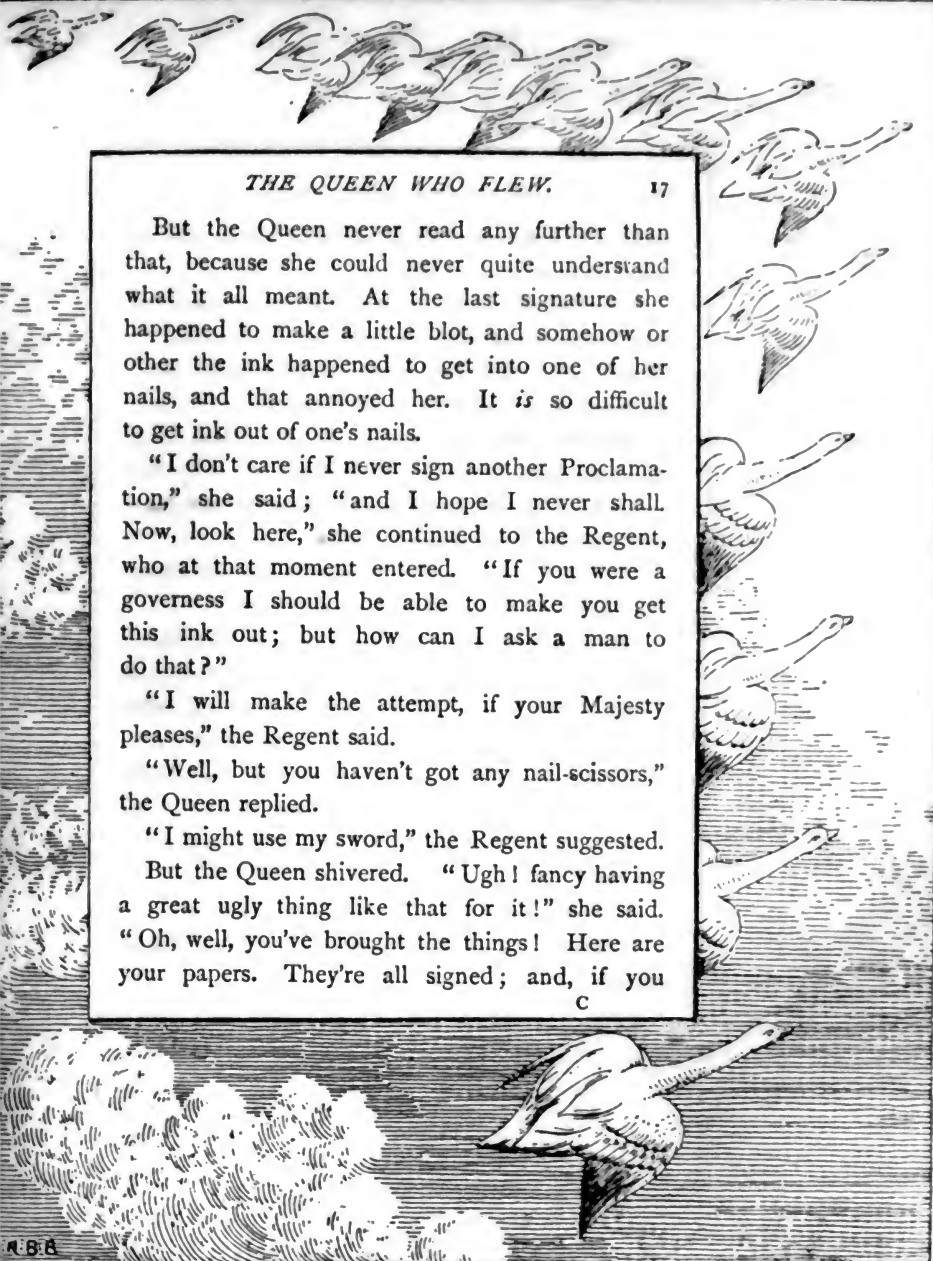 THE QUEEN WHO FLEW. 17
But the Queen never read any further than
that, because she could never quite understand
what it all meant. At the last signature she
happened to make a little blot, and somehow or
other the ink happened to get into one of her
nails, and that annoyed her. It is so difficult
to get ink out of one's nails.
“I don't care if I never sign another Proclama-
tion,” she said; “and I hope I never shall.
Now, look here,” she continued to the Regent,
who at that moment entered. “If you were a
governess I should be able to make you get
this ink out; but how can I ask a man to
do that?”
“I will make the attempt, if your Majesty
pleases,” the Regent said.
“Well, but you haven't got any nail-scissors,”
the Queen replied.
“I might use my sword,” the Regent suggested.
But the Queen shivered. “Ugh! fancy having
a great ugly thing like that for it!” she said.
“Oh, well, you've brought the things! Here are
your papers. They're all signed; and, if you
C
R·B·B